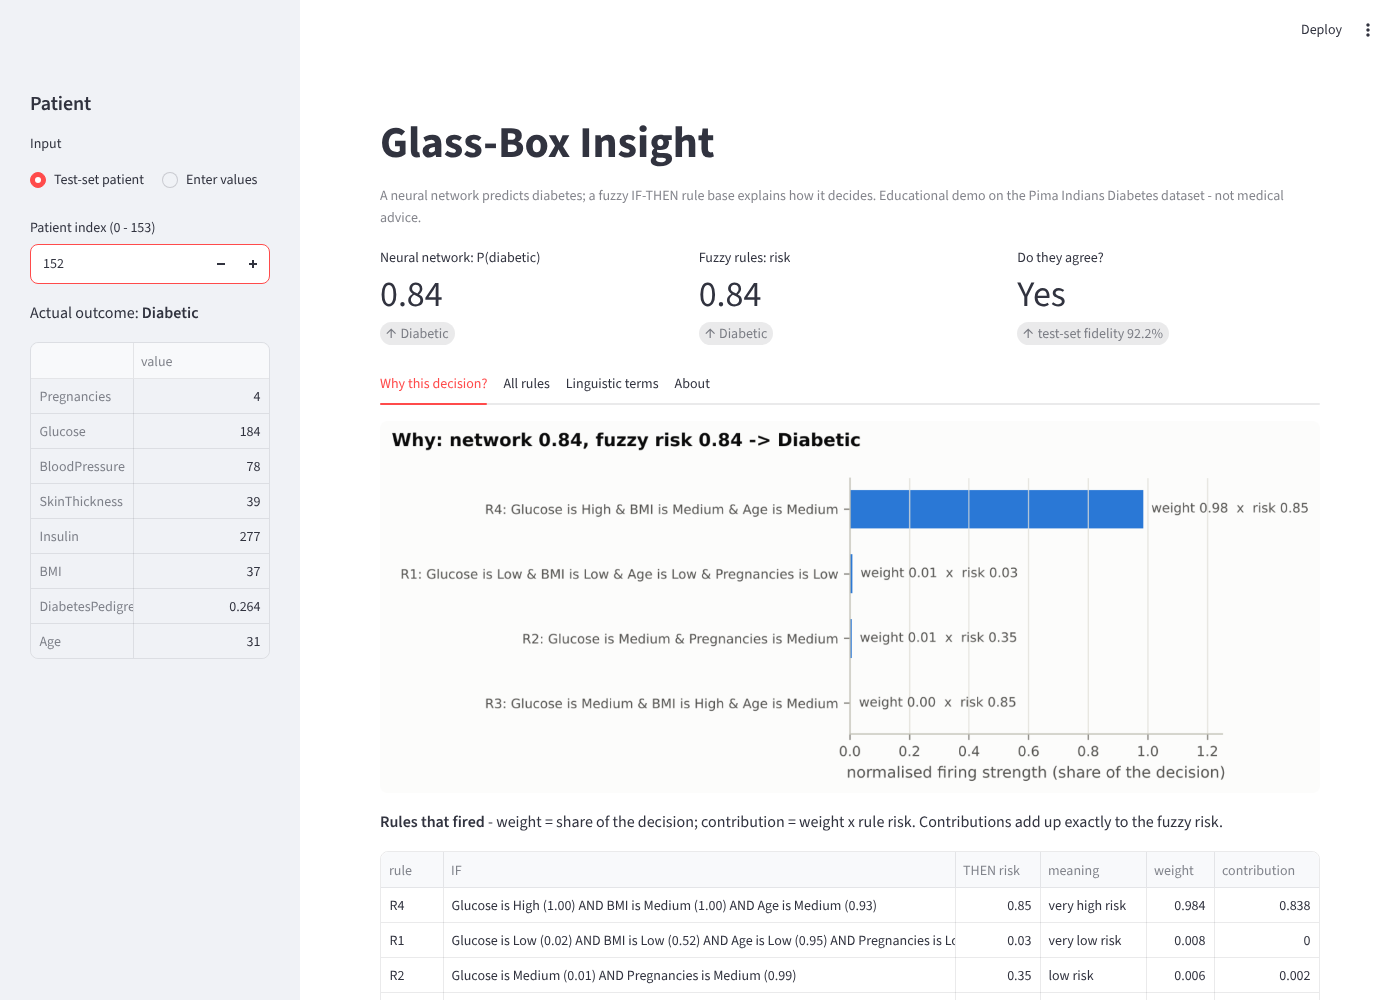 Deploy
Patient
Input
Test-set patient
Enter values
Patient index (0 - 153)
152
Actual outcome: Diabetic
value
Pregnancies 4
Glucose 184
BloodPressure 78
SkinThickness 39
Insulin 277
BMI 37
DiabetesPedigre 0.264
Age 31
Glass-Box Insight
A neural network predicts diabetes; a fuzzy IF-THEN rule base explains how it decides. Educational demo on the Pima Indians Diabetes dataset - not medical
advice.
Neural network: P(diabetic)
0.84
↑ Diabetic
Fuzzy rules: risk
0.84
↑ Diabetic
Do they agree?
Yes
↑ test-set fidelity 92.2%
Why this decision? All rules Linguistic terms About
Why: network 0.84, fuzzy risk 0.84 -> Diabetic
R4: Glucose is High & BMI is Medium & Age is Medium weight 0.98 x risk 0.85
R1: Glucose is Low & BMI is Low & Age is Low & Pregnancies is Low weight 0.01 x risk 0.03
R2: Glucose is Medium & Pregnancies is Medium weight 0.01 x risk 0.35
R3: Glucose is Medium & BMI is High & Age is Medium weight 0.00 x risk 0.85
0.0 0.2 0.4 0.6 0.8 1.0 1.2
normalised firing strength (share of the decision)
Rules that fired - weight = share of the decision; contribution = weight x rule risk. Contributions add up exactly to the fuzzy risk.
rule IF THEN risk meaning weight contribution
R4 Glucose is High (1.00) AND BMI is Medium (1.00) AND Age is Medium (0.93) 0.85 very high risk 0.984 0.838
R1 Glucose is Low (0.02) AND BMI is Low (0.52) AND Age is Low (0.95) AND Pregnancies is Lo 0.03 very low risk 0.008 0
R2 Glucose is Medium (0.01) AND Pregnancies is Medium (0.99) 0.35 low risk 0.006 0.002